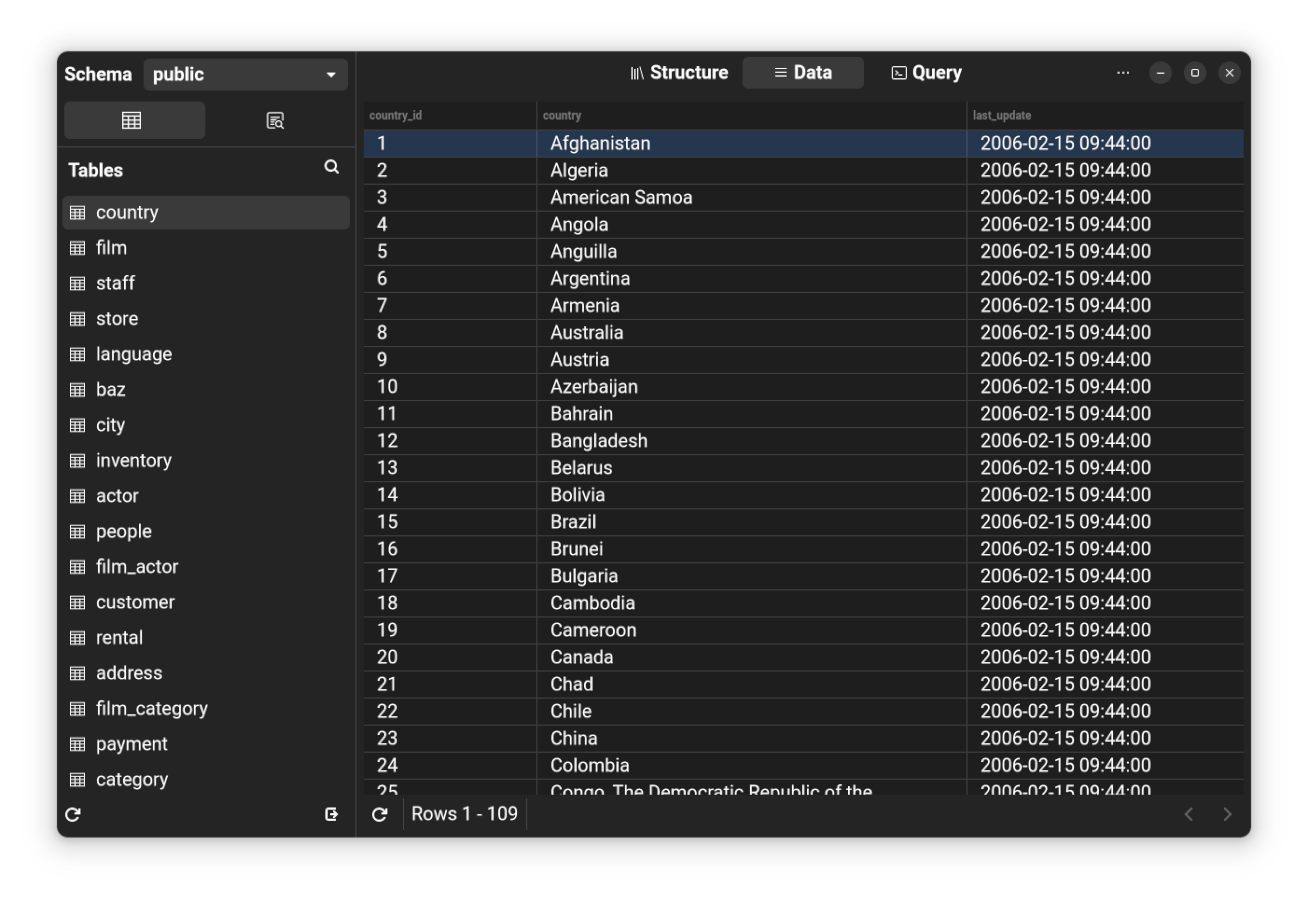 Schema public
Structure Data Query
Tables
country
film
staff
store
language
baz
city
inventory
actor
people
film_actor
customer
rental
address
film_category
payment
category
country_id country last_update
1 Afghanistan 2006-02-15 09:44:00
2 Algeria 2006-02-15 09:44:00
3 American Samoa 2006-02-15 09:44:00
4 Angola 2006-02-15 09:44:00
5 Anguilla 2006-02-15 09:44:00
6 Argentina 2006-02-15 09:44:00
7 Armenia 2006-02-15 09:44:00
8 Australia 2006-02-15 09:44:00
9 Austria 2006-02-15 09:44:00
10 Azerbaijan 2006-02-15 09:44:00
11 Bahrain 2006-02-15 09:44:00
12 Bangladesh 2006-02-15 09:44:00
13 Belarus 2006-02-15 09:44:00
14 Bolivia 2006-02-15 09:44:00
15 Brazil 2006-02-15 09:44:00
16 Brunei 2006-02-15 09:44:00
17 Bulgaria 2006-02-15 09:44:00
18 Cambodia 2006-02-15 09:44:00
19 Cameroon 2006-02-15 09:44:00
20 Canada 2006-02-15 09:44:00
21 Chad 2006-02-15 09:44:00
22 Chile 2006-02-15 09:44:00
23 China 2006-02-15 09:44:00
24 Colombia 2006-02-15 09:44:00
25 Congo, The Democratic Republic of the 2006-02-15 09:44:00
Rows 1 - 109